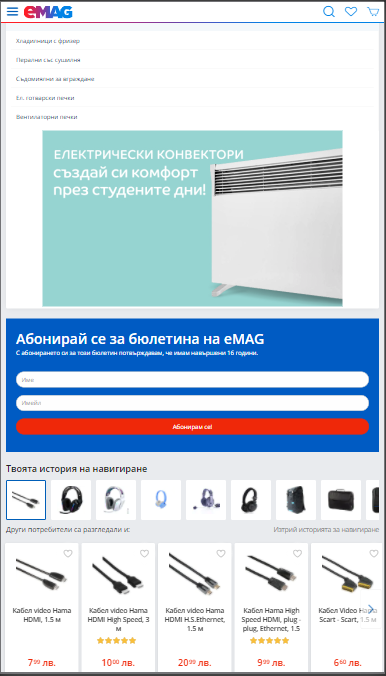 eMAG
Хладилници с фризер
Перални със сушилня
Съдомиялни за вграждане
Ел. готварски печки
Вентилаторни печки
ЕЛЕКТРИЧЕСКИ КОНВЕКТОРИ
създай си комфорт
през студените дни!
Абонирай се за бюлетина на eMAG
С абонирането си за този бюлетин потвърждавам, че имам навършени 16 години.
Име
Имейл
Абонирам се!
Твоята история на навигиране
Други потребители са разгледали и:
Изтрий историята за навигиране
Кабел video Hama
HDMI, 1.5 м
7⁹⁹ лв.
Кабел video Hama
HDMI High Speed, 3
м
10⁰⁰ лв.
Кабел video Hama
HDMI H.S.Ethernet,
1.5 м
20⁹⁹ лв.
Кабел Hama High
Speed HDMI, plug -
plug, Ethernet, 1.5
9⁹⁹ лв.
Кабел Video Hama
Scart - Scart, 1.5 м
6⁶⁰ лв.